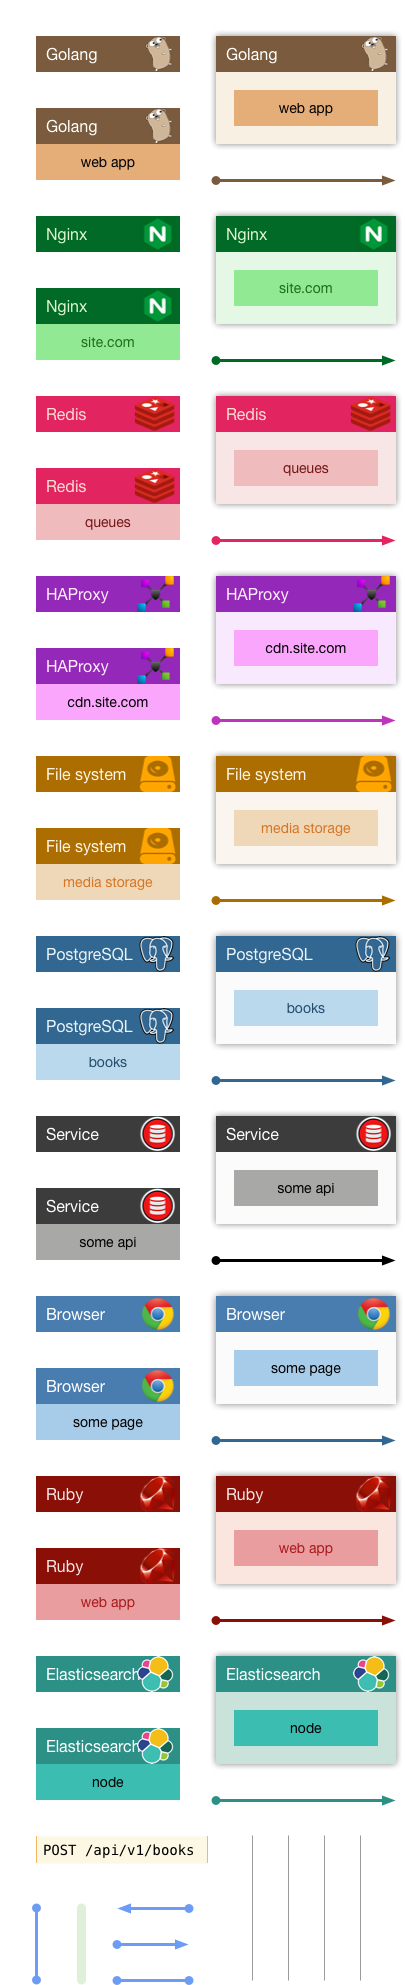 Golang
Golang
web app
Golang
web app
Nginx
Nginx
site.com
Nginx
site.com
Redis
Redis
queues
Redis
queues
HAProxy
HAProxy
cdn.site.com
HAProxy
cdn.site.com
File system
File system
media storage
File system
media storage
PostgreSQL
PostgreSQL
books
PostgreSQL
books
Service
Service
some api
Service
some api
Browser
Browser
some page
Browser
some page
Ruby
Ruby
web app
Ruby
web app
Elasticsearch
Elasticsearch
node
Elasticsearch
node
POST /api/v1/books